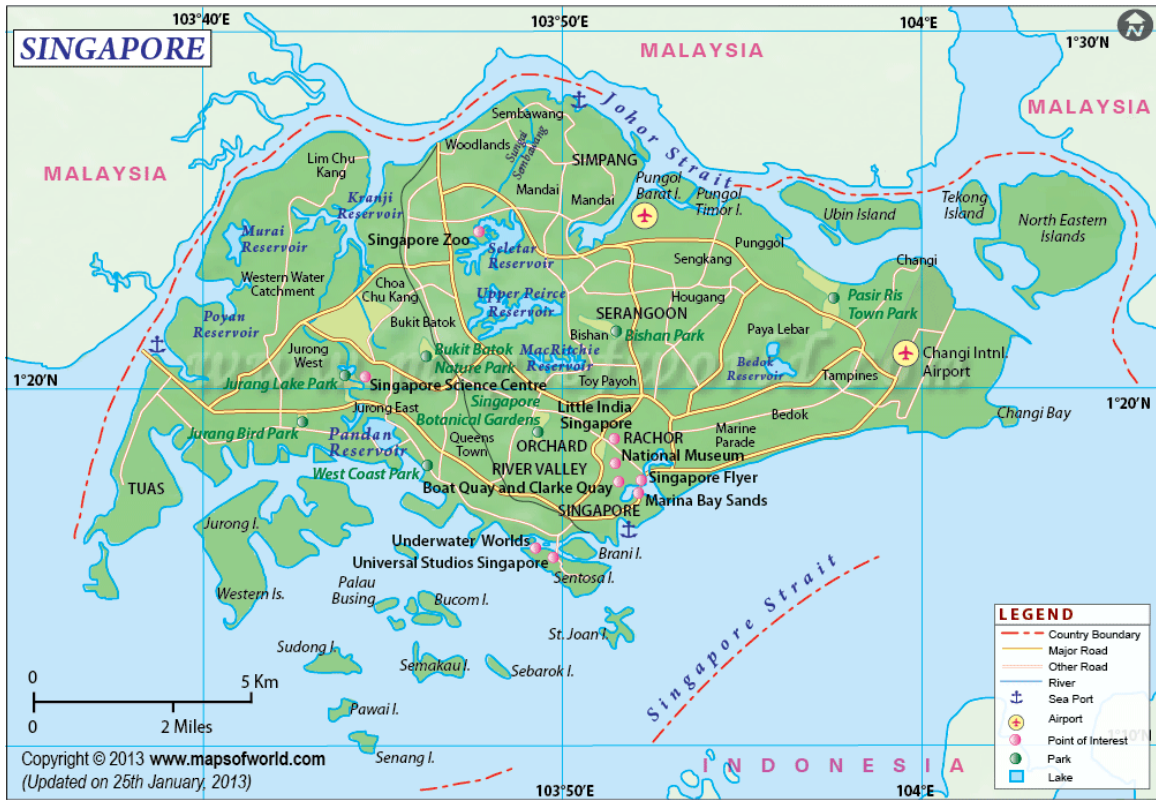 103°40'E
103°50'E
104°E
N
1°30'N
SINGAPORE
MALAYSIA
MALAYSIA
MALAYSIA
Johor Strait
Sembawang
Woodlands
Sungai
Sanbawang
SIMPANG
Lim Chu
Kang
Mandai
Mandai
Pungol
Barat I.
Pungol
Timor I.
Ubin Island
Tekong
Island
North Eastern
Islands
Kranji
Reservoir
Murai
Reservoir
Singapore Zoo
Seletar
Reservoir
Punggol
Sengkang
Changi
Western Water
Catchment
Choa
Chu Kang
Upper Peirce
Reservoir
Hougang
Pasir Ris
Town Park
Poyan
Reservoir
Bukit Batok
SERANGOON
Bishan
Bishan Park
Paya Lebar
Jurong
West
Bukit Batok
Nature Park
MacRitchie
Reservoir
Bedok
Reservoir
Changi Intnl.
Airport
1°20'N
Jurang Lake Park
Singapore Science Centre
Toy Payoh
Tampines
1°20'N
Jurong East
Singapore
Botanical Gardens
Little India
Singapore
Bedok
Changi Bay
Jurang Bird Park
Pandan
Reservoir
Queens
Town
ORCHARD
RACHOR
Marine
Parade
National Museum
West Coast Park
RIVER VALLEY
Singapore Flyer
Boat Quay and Clarke Quay
Marina Bay Sands
TUAS
SINGAPORE
Jurong I.
Underwater Worlds
Brani I.
Universal Studios Singapore
Sentosa I.
Western Is.
Palau
Busing
Bucom I.
St. Joan I.
Singapore Strait
Sudong I.
Semakau I.
Sebarok I.
Pawai I.
Senang I.
0
5 Km
0
2 Miles
LEGEND
Country Boundary
Major Road
Other Road
River
Sea Port
Airport
Point of Interest
Park
Lake
1°10'N
INDONESIA
Copyright © 2013 www.mapsofworld.com
(Updated on 25th January, 2013)
103°50'E
104°E